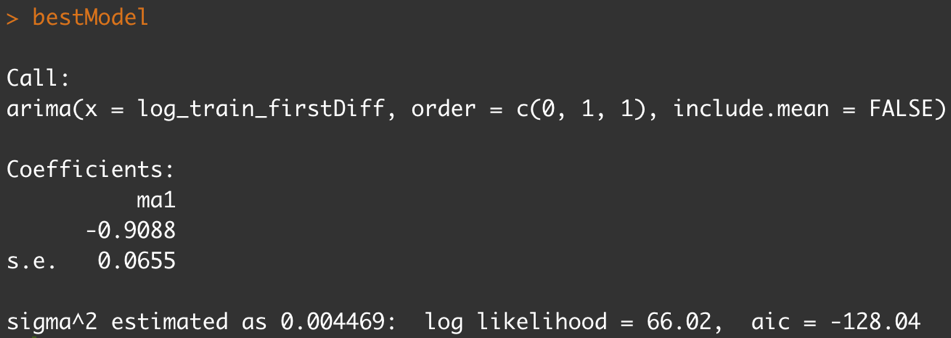 > bestModel
Call:
arima(x = log_train_firstDiff, order = c(0, 1, 1), include.mean = FALSE)
Coefficients:
ma1
-0.9088
s.e. 0.0655
sigma^2 estimated as 0.004469: log likelihood = 66.02, aic = -128.04